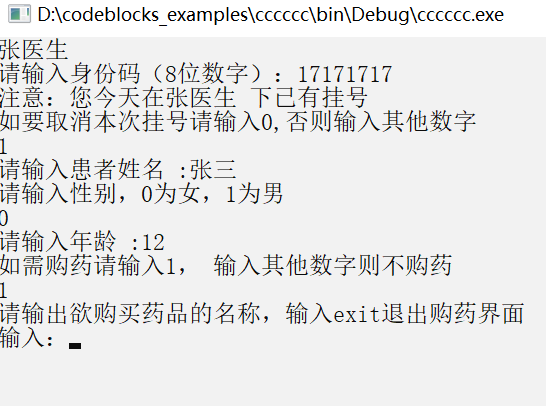 D:\codeblocks_examples\cccccc\bin\Debug\cccccc.exe
张医生
请输入身份码（8位数字）：17171717
注意：您今天在张医生 下已有挂号
如要取消本次挂号请输入0,否则输入其他数字
1
请输入患者姓名 :张三
请输入性别，0为女，1为男
0
请输入年龄 :12
如需购药请输入1， 输入其他数字则不购药
1
请输出欲购买药品的名称，输入exit退出购药界面
输入：